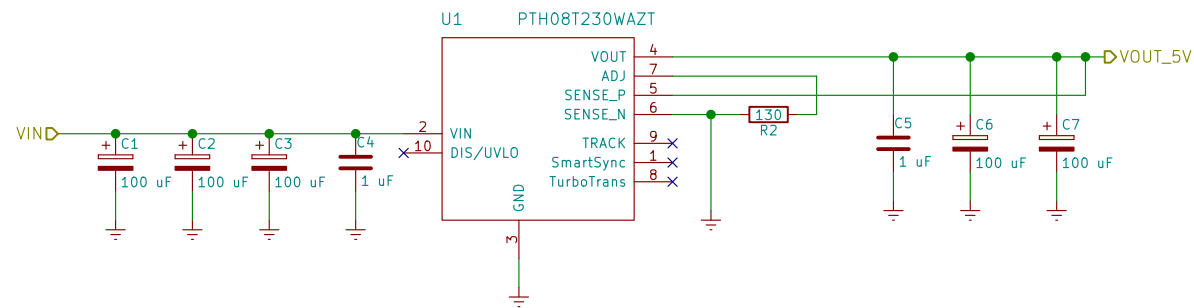 U1 PTH08T230WAZT
VOUT 4
ADJ 7
SENSE_P 5
SENSE_N 6
TRACK 9
SmartSync 1
TurboTrans 8
2 VIN
10 DIS/UVLO
GND
3
VIN
+ C1
100 uF
+ C2
100 uF
+ C3
100 uF
C4
1 uF
130
R2
C5
1 uF
+ C6
100 uF
+ C7
100 uF
VOUT_5V